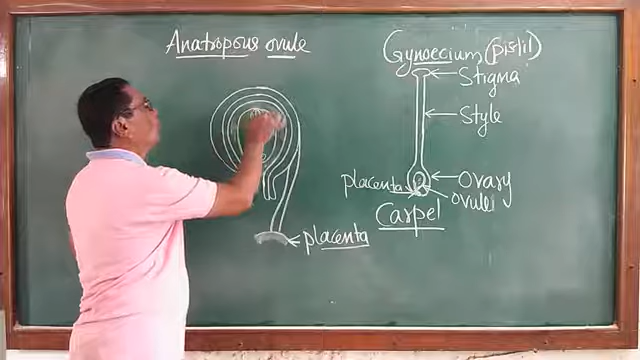 Anatropous ovule
placenta
Gynoecium (pistil)
Stigma
Style
placenta
Ovary
ovule
Carpel